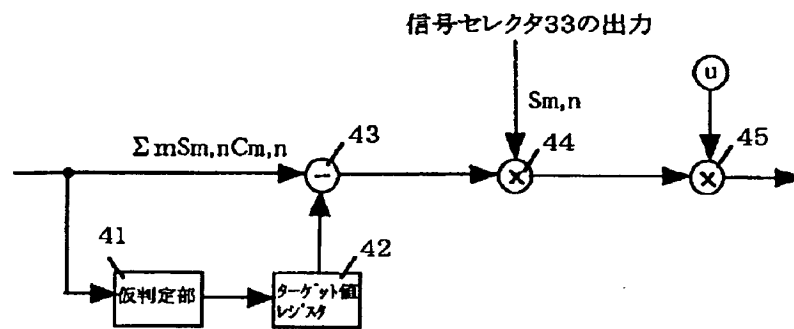 信号セレクタ33の出力
u
Sm,n
ΣmSm,nCm,n
43
44
45
41
42
仮判定部
ターゲット値
レジスタ